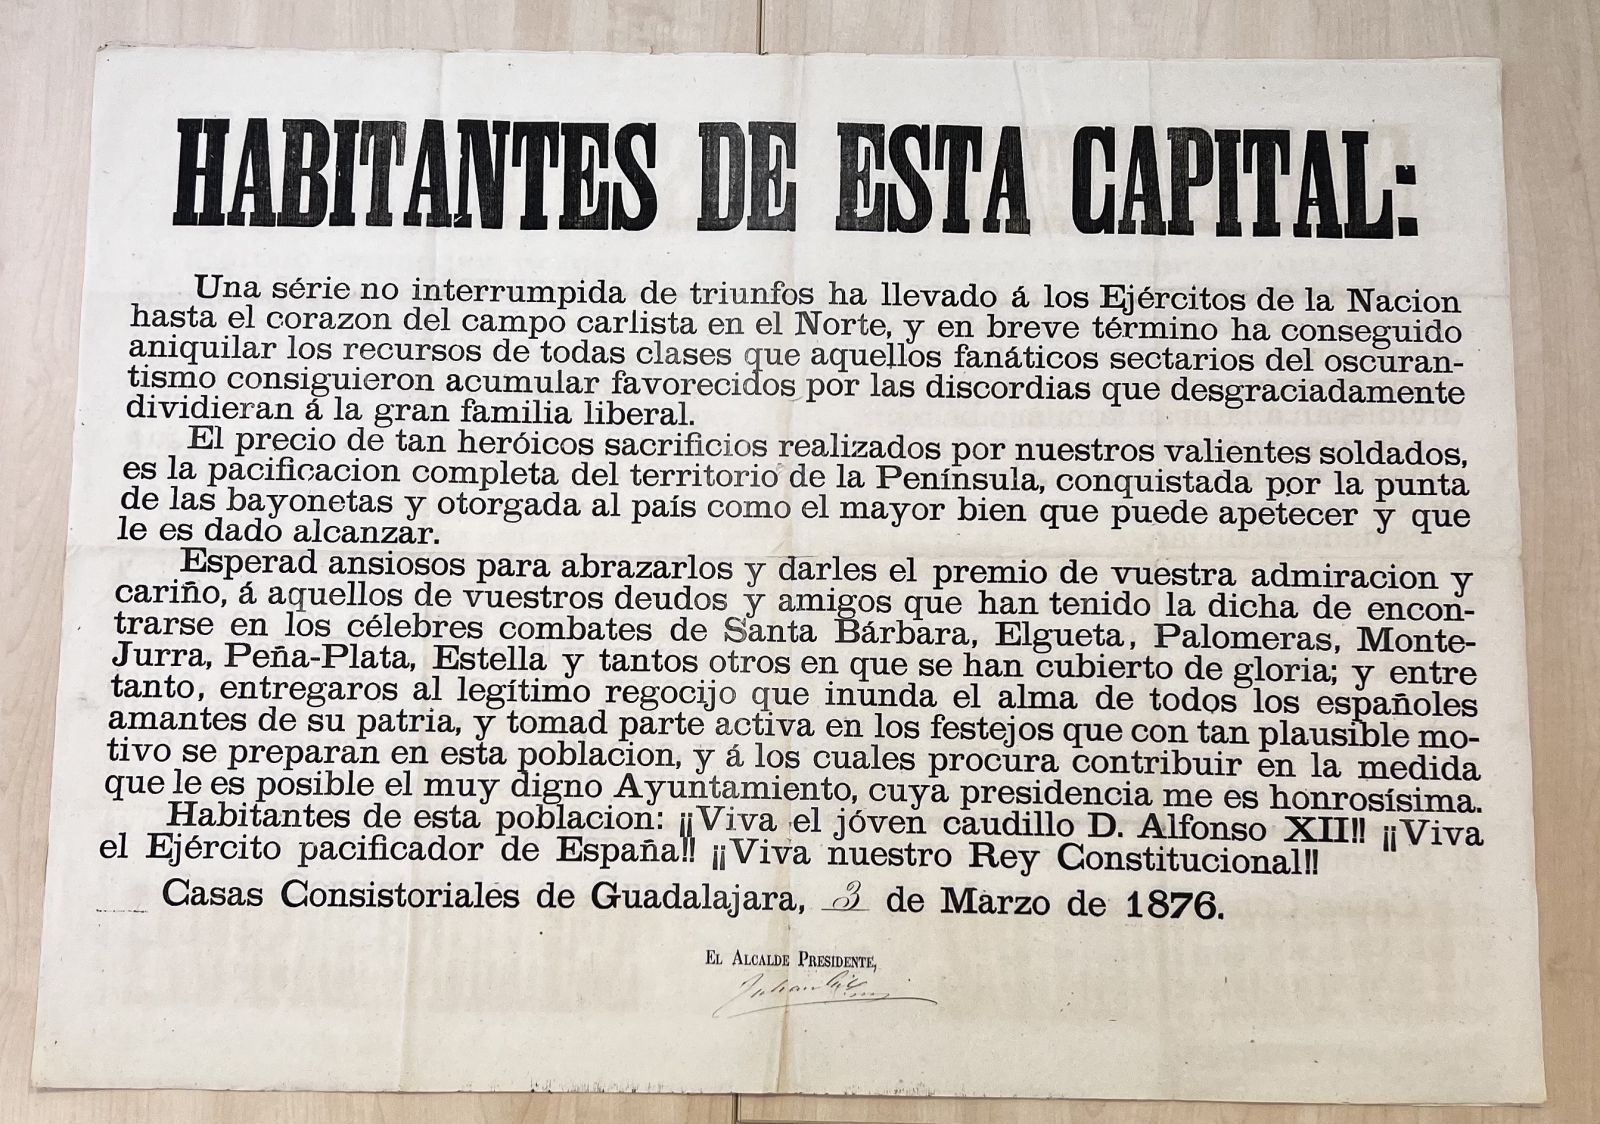 HABITANTES DE ESTA CAPITAL:
Una série no interrumpida de triunfos ha llevado á los Ejércitos de la Nacion
hasta el corazon del campo carlista en el Norte, y en breve término ha conseguido
aniquilar los recursos de todas clases que aquellos fanáticos sectarios del oscuran-
tismo consiguieron acumular favorecidos por las discordias que desgraciadamente
dividieran á la gran familia liberal.
El precio de tan heróicos sacrificios realizados por nuestros valientes soldados,
es la pacificacion completa del territorio de la Península, conquistada por la punta
de las bayonetas y otorgada al país como el mayor bien que puede apetecer y que
le es dado alcanzar.
Esperad ansiosos para abrazarlos y darles el premio de vuestra admiracion y
cariño, á aquellos de vuestros deudos y amigos que han tenido la dicha de encon-
trarse en los célebres combates de Santa Bárbara, Elgueta, Palomeras, Monte-
Jurra, Peña-Plata, Estella y tantos otros en que se han cubierto de gloria; y entre
tanto, entregaros al legítimo regocijo que inunda el alma de todos los españoles
amantes de su patria, y tomad parte activa en los festejos que con tan plausible mo-
tivo se preparan en esta poblacion, y á los cuales procura contribuir en la medida
que le es posible el muy digno Ayuntamiento, cuya presidencia me es honrosísima.
Habitantes de esta poblacion: ¡¡Viva el jóven caudillo D. Alfonso XII!! ¡¡Viva
el Ejército pacificador de España!! ¡¡Viva nuestro Rey Constitucional!!
Casas Consistoriales de Guadalajara, 3 de Marzo de 1876.
EL ALCALDE PRESIDENTE,
Julian